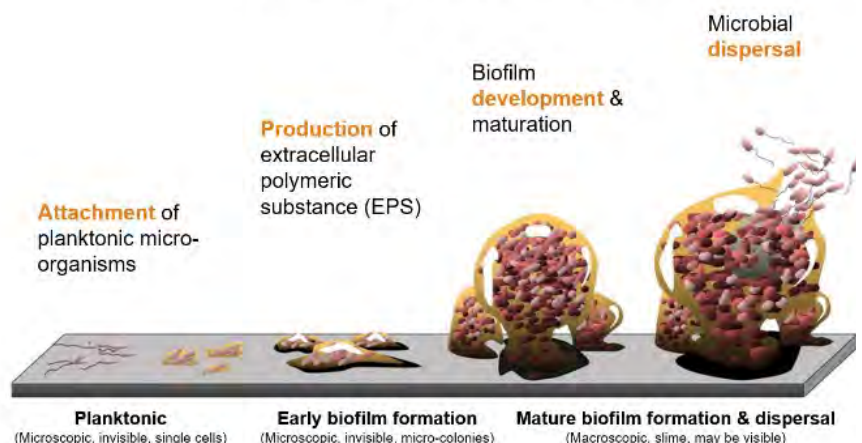 Microbial
dispersal
Biofilm
development &
maturation
Production of
extracellular
polymeric
substance (EPS)
Attachment of
planktonic micro-
organisms
Planktonic
(Microscopic, invisible, single cells)
Early biofilm formation
(Microscopic, invisible, micro-colonies)
Mature biofilm formation & dispersal
(Macroscopic, slime, may be visible)